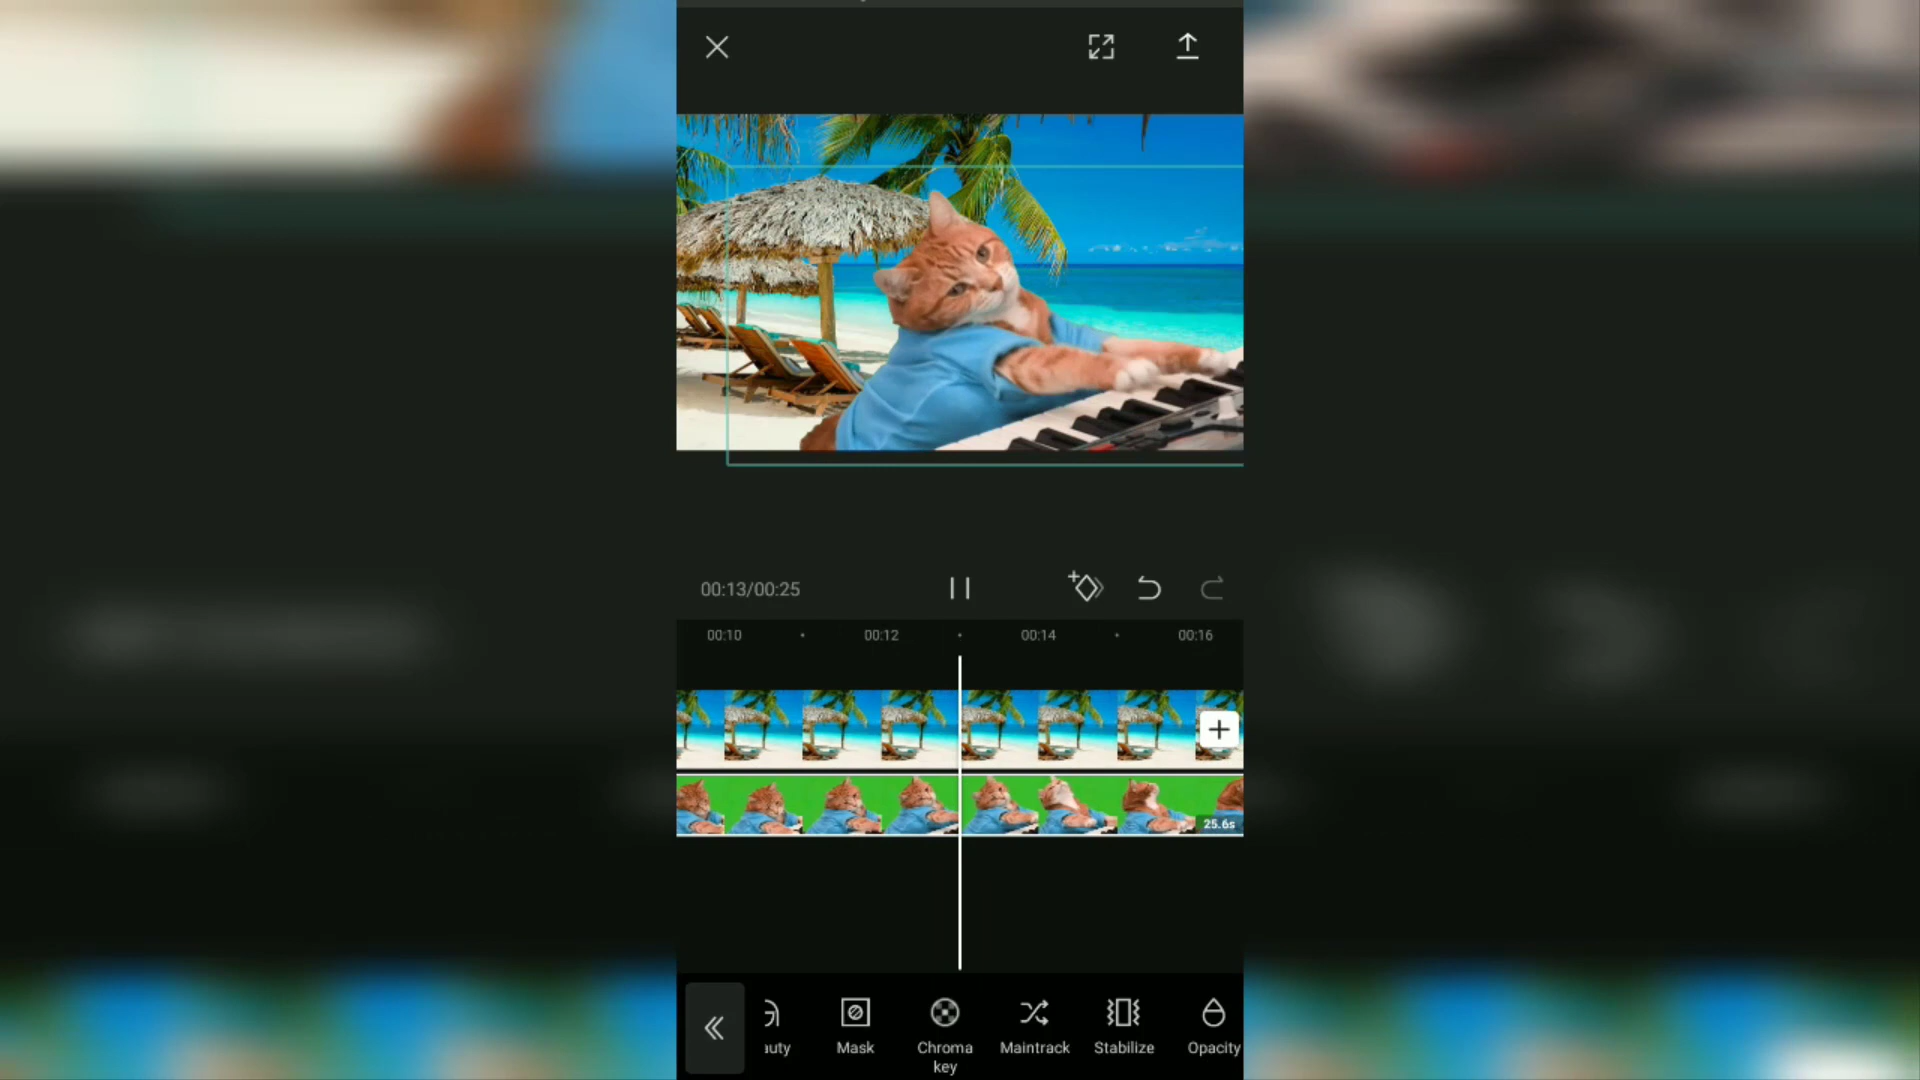 00:13/00:25
00:10 00:12 00:14 00:16
25.6s
auty Mask Chroma key Maintrack Stabilize Opacity